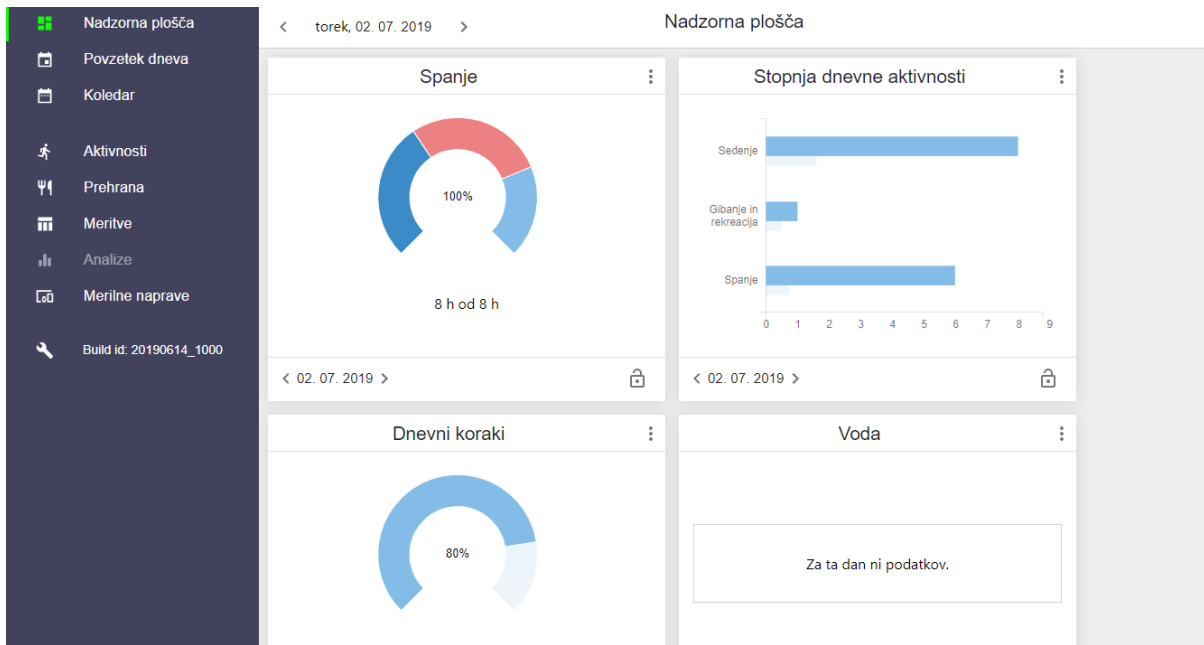 Nadzorna plošča
Povzetek dneva
Koledar
Aktivnosti
Prehrana
Meritve
Analize
Merilne naprave
Build id: 20190614_1000
torek, 02. 07. 2019
Nadzorna plošča
Spanje
100%
8 h od 8 h
02. 07. 2019
Stopnja dnevne aktivnosti
Sedenje
Gibanje in
rekreacija
Spanje
0 1 2 3 4 5 6 7 8 9
02. 07. 2019
Dnevni koraki
80%
Voda
Za ta dan ni podatkov.